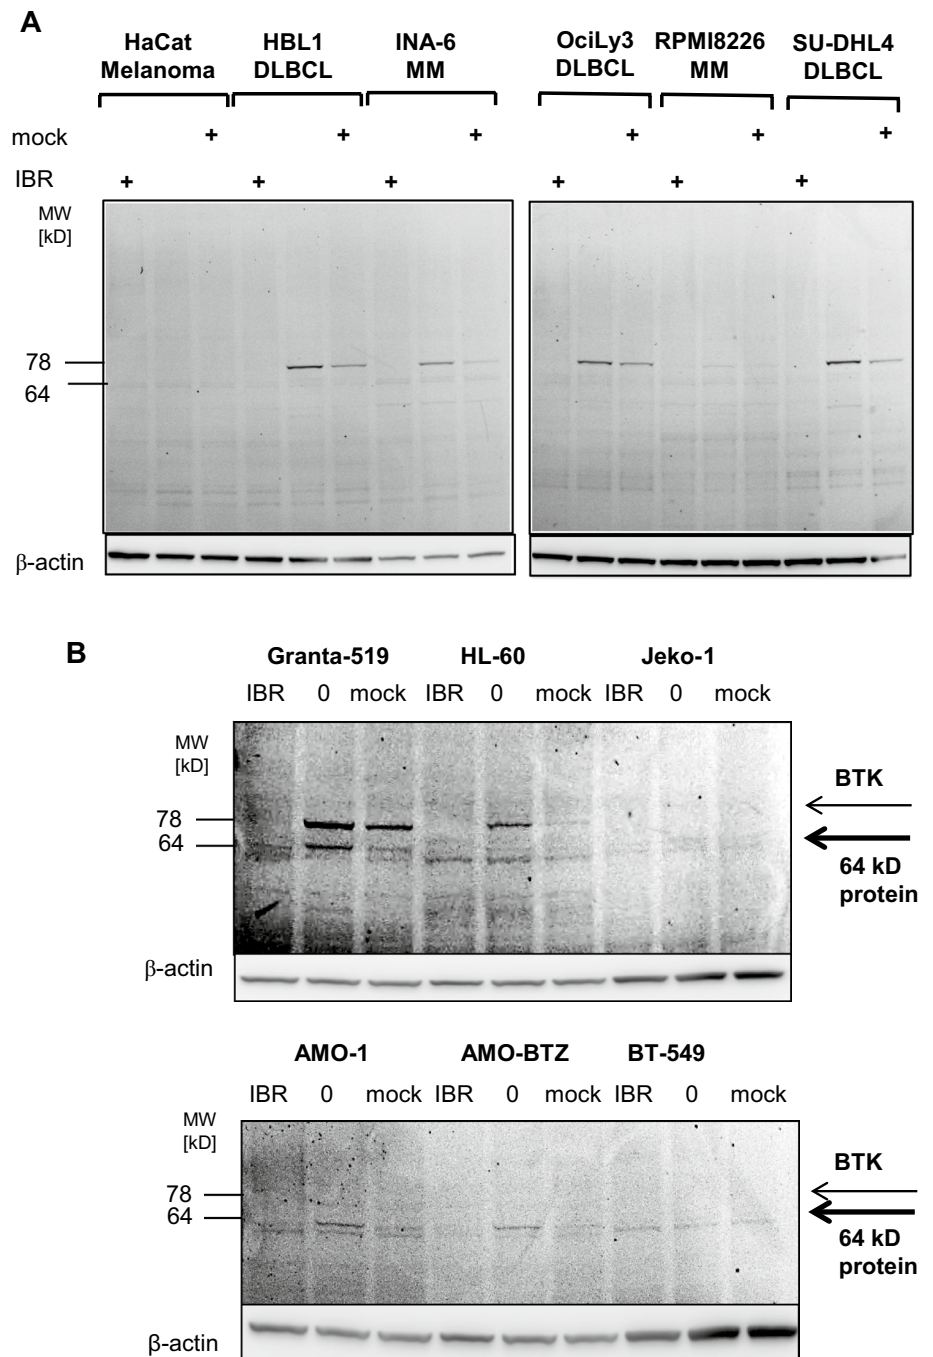 A
HaCat HBL1 INA-6 OciLy3 RPMI8226 SU-DHL4
Melanoma DLBCL MM DLBCL MM DLBCL
mock + + + + + +
IBR + + + + + +
MW
[kD]
78
64
β-actin
B
Granta-519 HL-60 Jeko-1
IBR 0 mock IBR 0 mock IBR 0 mock
MW
[kD]
78
64
BTK
64 kD
protein
β-actin
AMO-1 AMO-BTZ BT-549
IBR 0 mock IBR 0 mock IBR 0 mock
MW
[kD]
78
64
BTK
64 kD
protein
β-actin